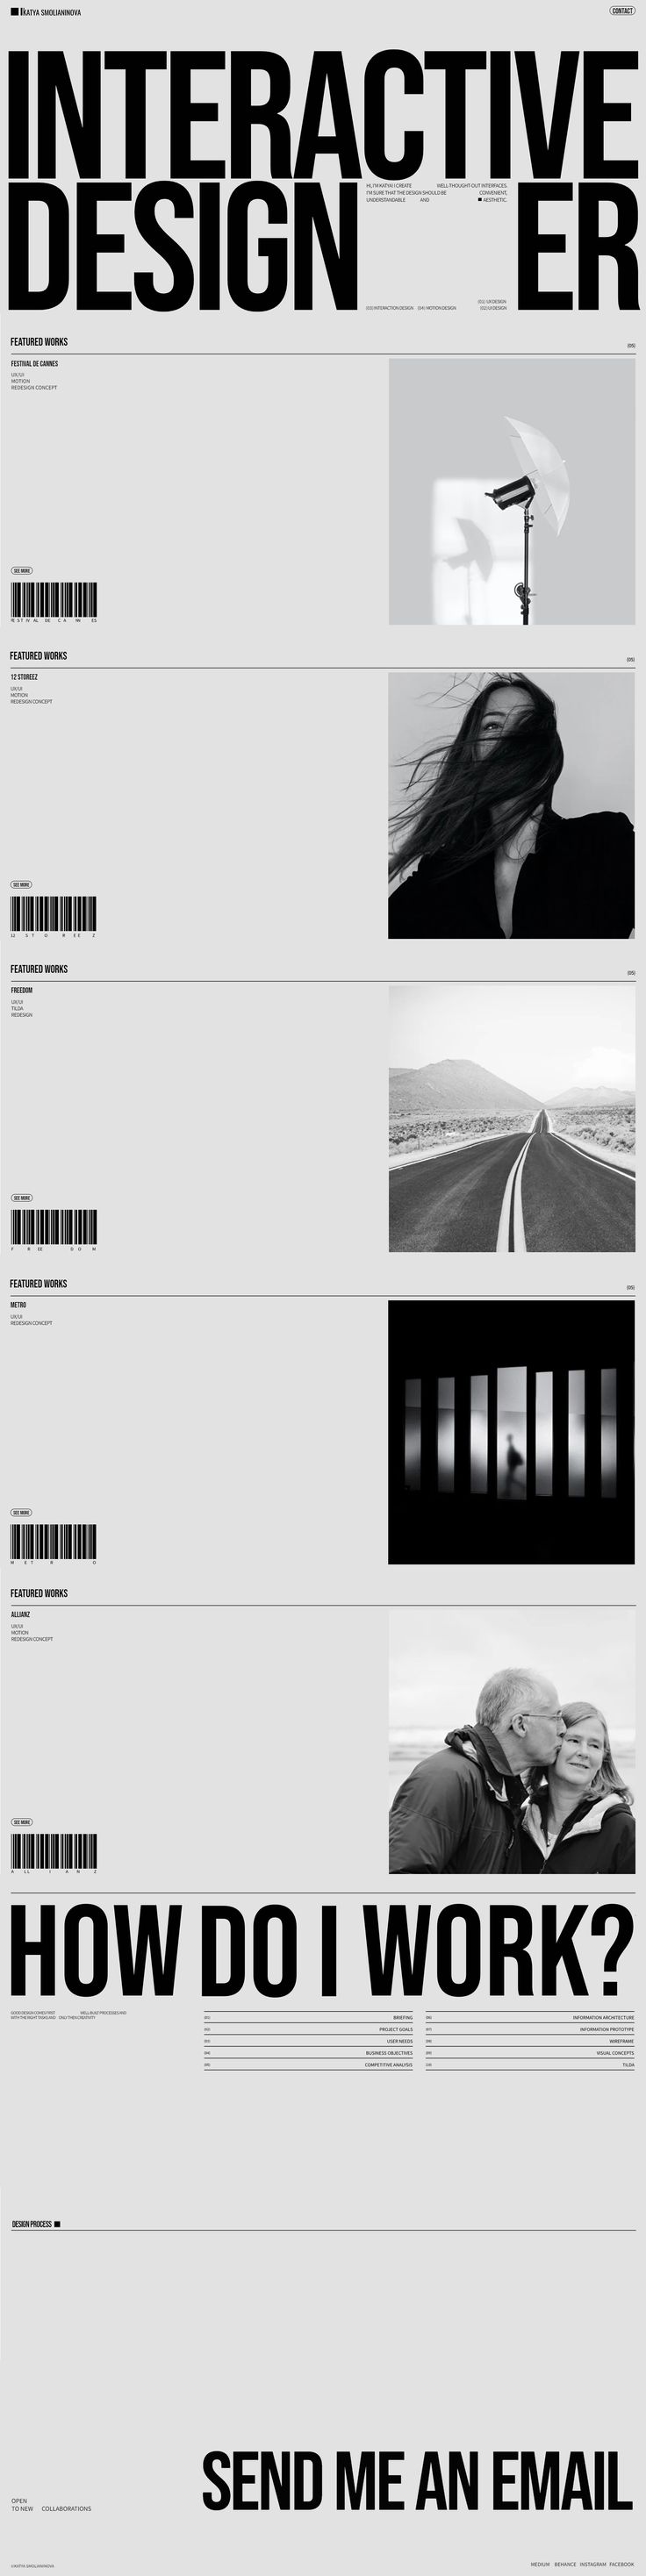 KATYA SMOLIANINOVA
CONTACT
INTERACTIVE
DESIGN ER
HI, I'M KATYA! I CREATE WELL-THOUGHT-OUT INTERFACES.
I'M SURE THAT THE DESIGN SHOULD BE CONVENIENT,
UNDERSTANDABLE AND AESTHETIC.
(01) UX DESIGN
(03) INTERACTION DESIGN (04) MOTION DESIGN (02) UI DESIGN
FEATURED WORKS
(05)
FESTIVAL DE CANNES
UX/UI
MOTION
REDESIGN CONCEPT
SEE MORE
FE ST IV AL DE C A NN ES
FEATURED WORKS
(05)
12 STOREEZ
UX/UI
MOTION
REDESIGN CONCEPT
SEE MORE
12 S T O R E E Z
FEATURED WORKS
(05)
FREEDOM
UX/UI
TILDA
REDESIGN
SEE MORE
F R EE D O M
FEATURED WORKS
(05)
METRO
UX/UI
REDESIGN CONCEPT
SEE MORE
M E T R O
FEATURED WORKS
ALLIANZ
UX/UI
MOTION
REDESIGN CONCEPT
SEE MORE
A LL I A N Z
HOW DO I WORK?
GOOD DESIGN COMES FIRST WELL-BUILT PROCESSES AND
WITH THE RIGHT TASKS AND ONLY THEN CREATIVITY
(01) BRIEFING
(02) PROJECT GOALS
(03) USER NEEDS
(04) BUSINESS OBJECTIVES
(05) COMPETITIVE ANALYSIS
(06) INFORMATION ARCHITECTURE
(07) INFORMATION PROTOTYPE
(08) WIREFRAME
(09) VISUAL CONCEPTS
(10) TILDA
DESIGN PROCESS
SEND ME AN EMAIL
OPEN
TO NEW COLLABORATIONS
©KATYA SMOLIANINOVA
MEDIUM BEHANCE INSTAGRAM FACEBOOK